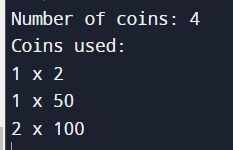 Number of coins: 4
Coins used:
1 x 2
1 x 50
2 x 100